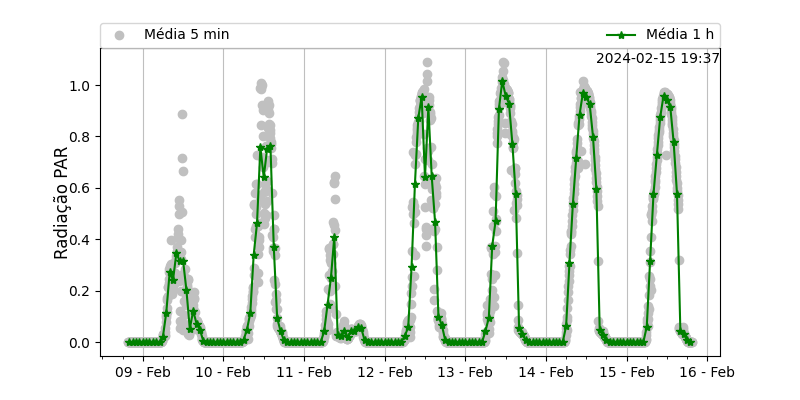 Média 5 min
Média 1 h
2024-02-15 19:37
Radiação PAR
1.0
0.8
0.6
0.4
0.2
0.0
09 - Feb
10 - Feb
11 - Feb
12 - Feb
13 - Feb
14 - Feb
15 - Feb
16 - Feb